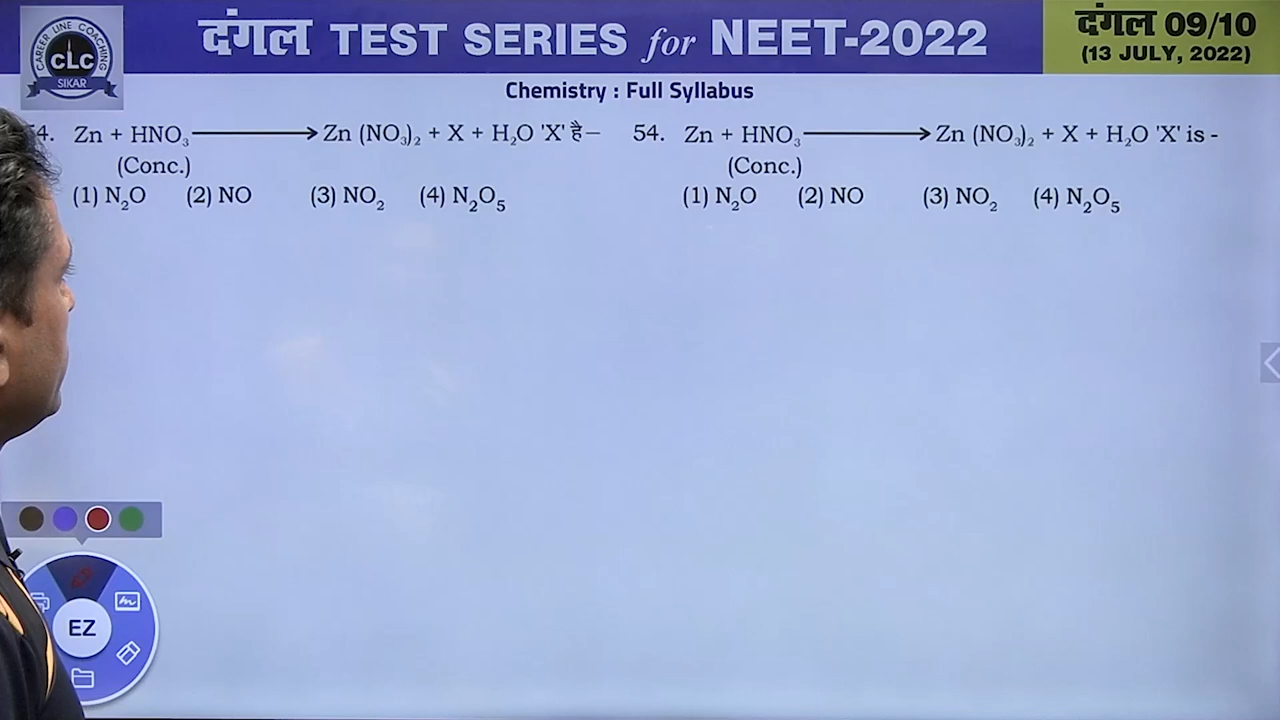 CAREER LINE COACHING
CLC
SIKAR
दंगल TEST SERIES for NEET-2022
दंगल 09/10
(13 JULY, 2022)
Chemistry : Full Syllabus
4. Zn + HNO₃ ⟶ Zn (NO₃)₂ + X + H₂O 'X' है–
(Conc.)
(1) N₂O (2) NO (3) NO₂ (4) N₂O₅
54. Zn + HNO₃ ⟶ Zn (NO₃)₂ + X + H₂O 'X' is -
(Conc.)
(1) N₂O (2) NO (3) NO₂ (4) N₂O₅
EZ